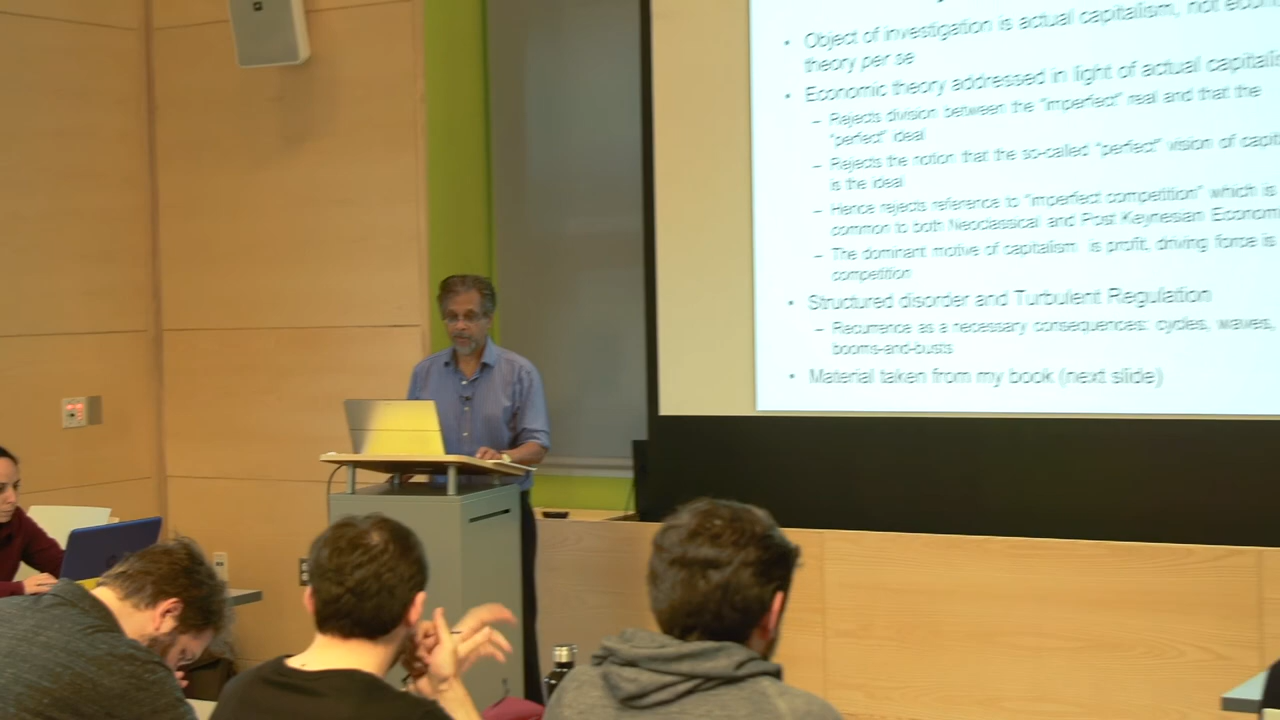 • Object of investigation is actual capitalism, not
theory per se
• Economic theory addressed in light of actual
– Rejects division between the "imperfect" real and that the
"perfect" ideal
– Rejects the notion that the so-called "perfect" vision of
is the ideal
– Hence rejects reference to "imperfect competition" which is
common to both Neoclassical and Post Keynesian
– The dominant motive of capitalism is profit, driving force is
competition
• Structured disorder and Turbulent Regulation
– Recurrence as a necessary consequences: cycles, waves,
booms-and-busts
• Material taken from my book (next slide)